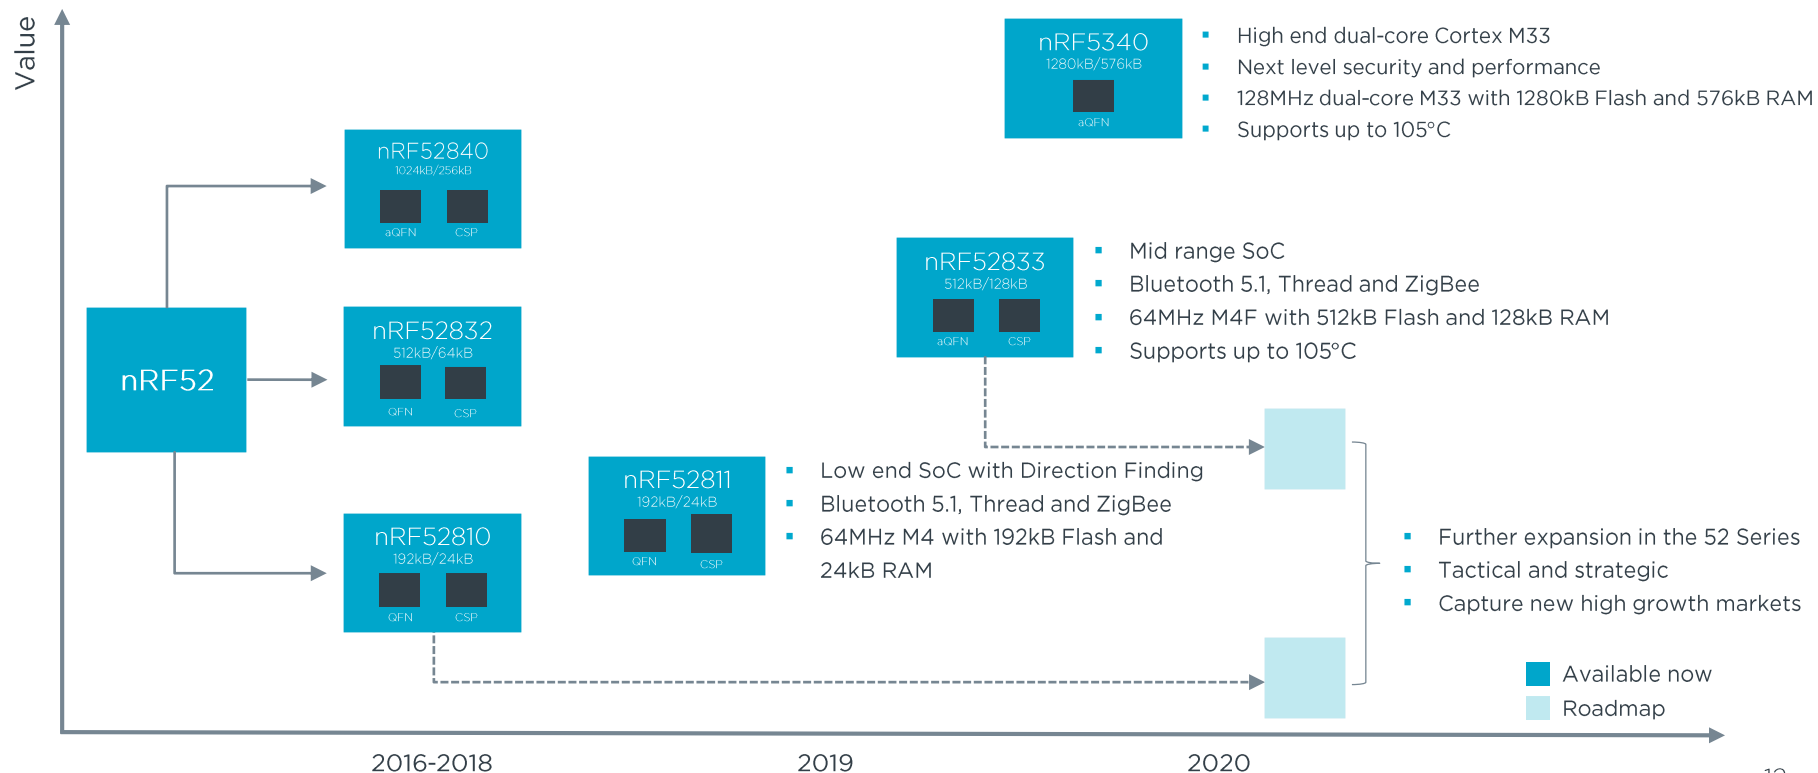 Value
nRF5340
1280kB/576kB
aQFN
High end dual-core Cortex M33
Next level security and performance
128MHz dual-core M33 with 1280kB Flash and 576kB RAM
Supports up to 105°C
nRF52840
1024kB/256kB
aQFN CSP
nRF52833
512kB/128kB
aQFN CSP
Mid range SoC
Bluetooth 5.1, Thread and ZigBee
64MHz M4F with 512kB Flash and 128kB RAM
Supports up to 105°C
nRF52
nRF52832
512kB/64kB
QFN CSP
nRF52811
192kB/24kB
QFN CSP
Low end SoC with Direction Finding
Bluetooth 5.1, Thread and ZigBee
64MHz M4 with 192kB Flash and
24kB RAM
nRF52810
192kB/24kB
QFN CSP
Further expansion in the 52 Series
Tactical and strategic
Capture new high growth markets
Available now
Roadmap
2016-2018 2019 2020